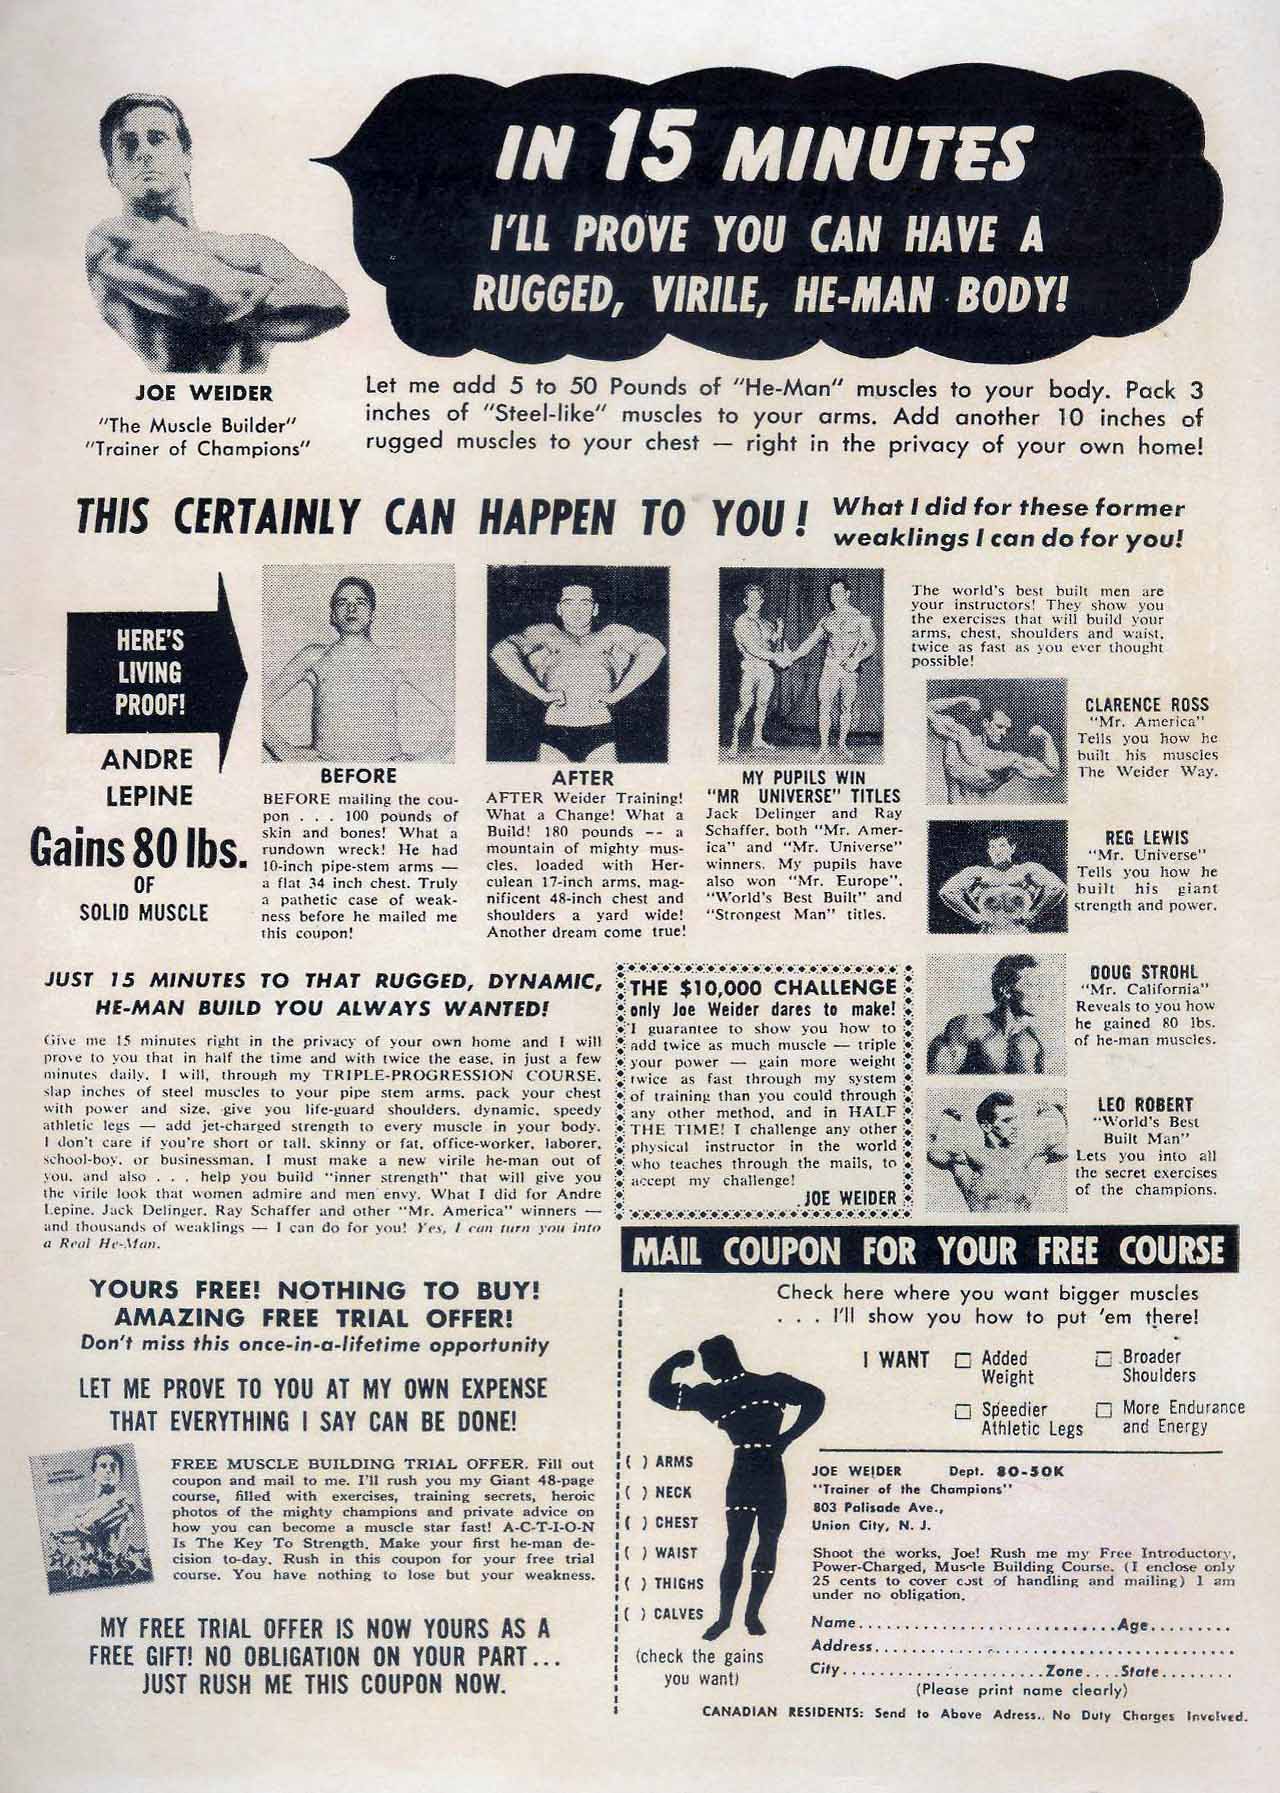 IN 15 MINUTES
I'LL PROVE YOU CAN HAVE A
RUGGED, VIRILE, HE-MAN BODY!
JOE WEIDER
"The Muscle Builder"
"Trainer of Champions"
Let me add 5 to 50 Pounds of "He-Man" muscles to your body. Pack 3
inches of "Steel-like" muscles to your arms. Add another 10 inches of
rugged muscles to your chest — right in the privacy of your own home!
THIS CERTAINLY CAN HAPPEN TO YOU!
What I did for these former
weaklings I can do for you!
HERE'S
LIVING
PROOF!
ANDRE
LEPINE
Gains 80 lbs.
OF
SOLID MUSCLE
BEFORE
BEFORE mailing the cou-
pon . . . 100 pounds of
skin and bones! What a
rundown wreck! He had
10-inch pipe-stem arms —
a flat 34 inch chest. Truly
a pathetic case of weak-
ness before he mailed me
this coupon!
AFTER
AFTER Weider Training!
What a Change! What a
Build! 180 pounds -- a
mountain of mighty mus-
cles, loaded with Her-
culean 17-inch arms, mag-
nificent 48-inch chest and
shoulders a yard wide!
Another dream come true!
MY PUPILS WIN
"MR UNIVERSE" TITLES
Jack Delinger and Ray
Schaffer, both "Mr. Amer-
ica" and "Mr. Universe"
winners. My pupils have
also won "Mr. Europe",
"World's Best Built" and
"Strongest Man" titles.
The world's best built men are
your instructors! They show you
the exercises that will build your
arms, chest, shoulders and waist,
twice as fast as you ever thought
possible!
CLARENCE ROSS
"Mr. America"
Tells you how he
built his muscles
The Weider Way.
REG LEWIS
"Mr. Universe"
Tells you how he
built his giant
strength and power.
DOUG STROHL
"Mr. California"
Reveals to you how
he gained 80 lbs.
of he-man muscles.
LEO ROBERT
"World's Best
Built Man"
Lets you into all
the secret exercises
of the champions.
JUST 15 MINUTES TO THAT RUGGED, DYNAMIC,
HE-MAN BUILD YOU ALWAYS WANTED!
Give me 15 minutes right in the privacy of your own home and I will
prove to you that in half the time and with twice the ease, in just a few
minutes daily, I will, through my TRIPLE-PROGRESSION COURSE,
slap inches of steel muscles to your pipe stem arms, pack your chest
with power and size, give you life-guard shoulders, dynamic, speedy
athletic legs — add jet-charged strength to every muscle in your body.
I don't care if you're short or tall, skinny or fat, office-worker, laborer,
school-boy, or businessman, I must make a new virile he-man out of
you, and also . . . help you build "inner strength" that will give you
the virile look that women admire and men envy. What I did for Andre
Lepine, Jack Delinger, Ray Schaffer and other "Mr. America" winners —
and thousands of weaklings — I can do for you! Yes, I can turn you into
a Real He-Man.
THE $10,000 CHALLENGE
only Joe Weider dares to make!
I guarantee to show you how to
add twice as much muscle — triple
your power — gain more weight
twice as fast through my system
of training than you could through
any other method, and in HALF
THE TIME! I challenge any other
physical instructor in the world
who teaches through the mails, to
accept my challenge!
JOE WEIDER
YOURS FREE! NOTHING TO BUY!
AMAZING FREE TRIAL OFFER!
Don't miss this once-in-a-lifetime opportunity
LET ME PROVE TO YOU AT MY OWN EXPENSE
THAT EVERYTHING I SAY CAN BE DONE!
FREE MUSCLE BUILDING TRIAL OFFER. Fill out
coupon and mail to me. I'll rush you my Giant 48-page
course, filled with exercises, training secrets, heroic
photos of the mighty champions and private advice on
how you can become a muscle star fast! A-C-T-I-O-N
Is The Key To Strength. Make your first he-man de-
cision to-day. Rush in this coupon for your free trial
course. You have nothing to lose but your weakness.
MY FREE TRIAL OFFER IS NOW YOURS AS A
FREE GIFT! NO OBLIGATION ON YOUR PART...
JUST RUSH ME THIS COUPON NOW.
MAIL COUPON FOR YOUR FREE COURSE
Check here where you want bigger muscles
. . . I'll show you how to put 'em there!
I WANT
Added
Weight
Broader
Shoulders
Speedier
Athletic Legs
More Endurance
and Energy
( ) ARMS
( ) NECK
( ) CHEST
( ) WAIST
( ) THIGHS
( ) CALVES
(check the gains
you want)
JOE WEIDER Dept. 80-50K
"Trainer of the Champions"
803 Palisade Ave.,
Union City, N. J.
Shoot the works, Joe! Rush me my Free Introductory,
Power-Charged, Muscle Building Course. (I enclose only
25 cents to cover cost of handling and mailing) I am
under no obligation.
Name..............................Age.........
Address.......................................
City......................Zone....State........
(Please print name clearly)
CANADIAN RESIDENTS: Send to Above Adress. No Duty Charges Involved.